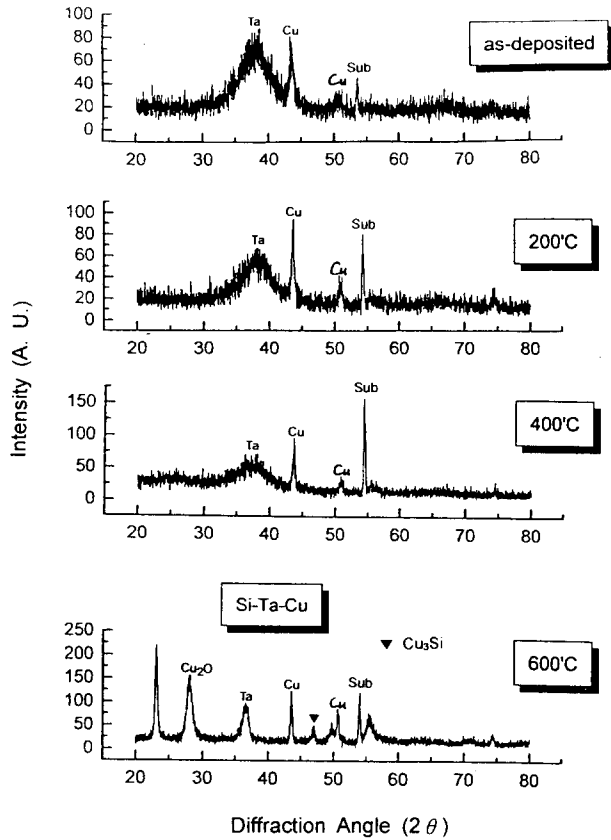 Ta
Cu
Cu
Sub
as-deposited
100
80
60
40
20
0
20 30 40 50 60 70 80
Ta
Cu
Cu
Sub
200'C
100
80
60
40
20
0
20 30 40 50 60 70 80
Intensity (A. U.)
Ta
Cu
Cu
Sub
400'C
150
100
50
0
20 30 40 50 60 70 80
Si-Ta-Cu
▼ Cu₃Si
600'C
250
200
150
100
50
0
Cu₂O
Ta
Cu
▼
Cu
Sub
20 30 40 50 60 70 80
Diffraction Angle (2 θ)